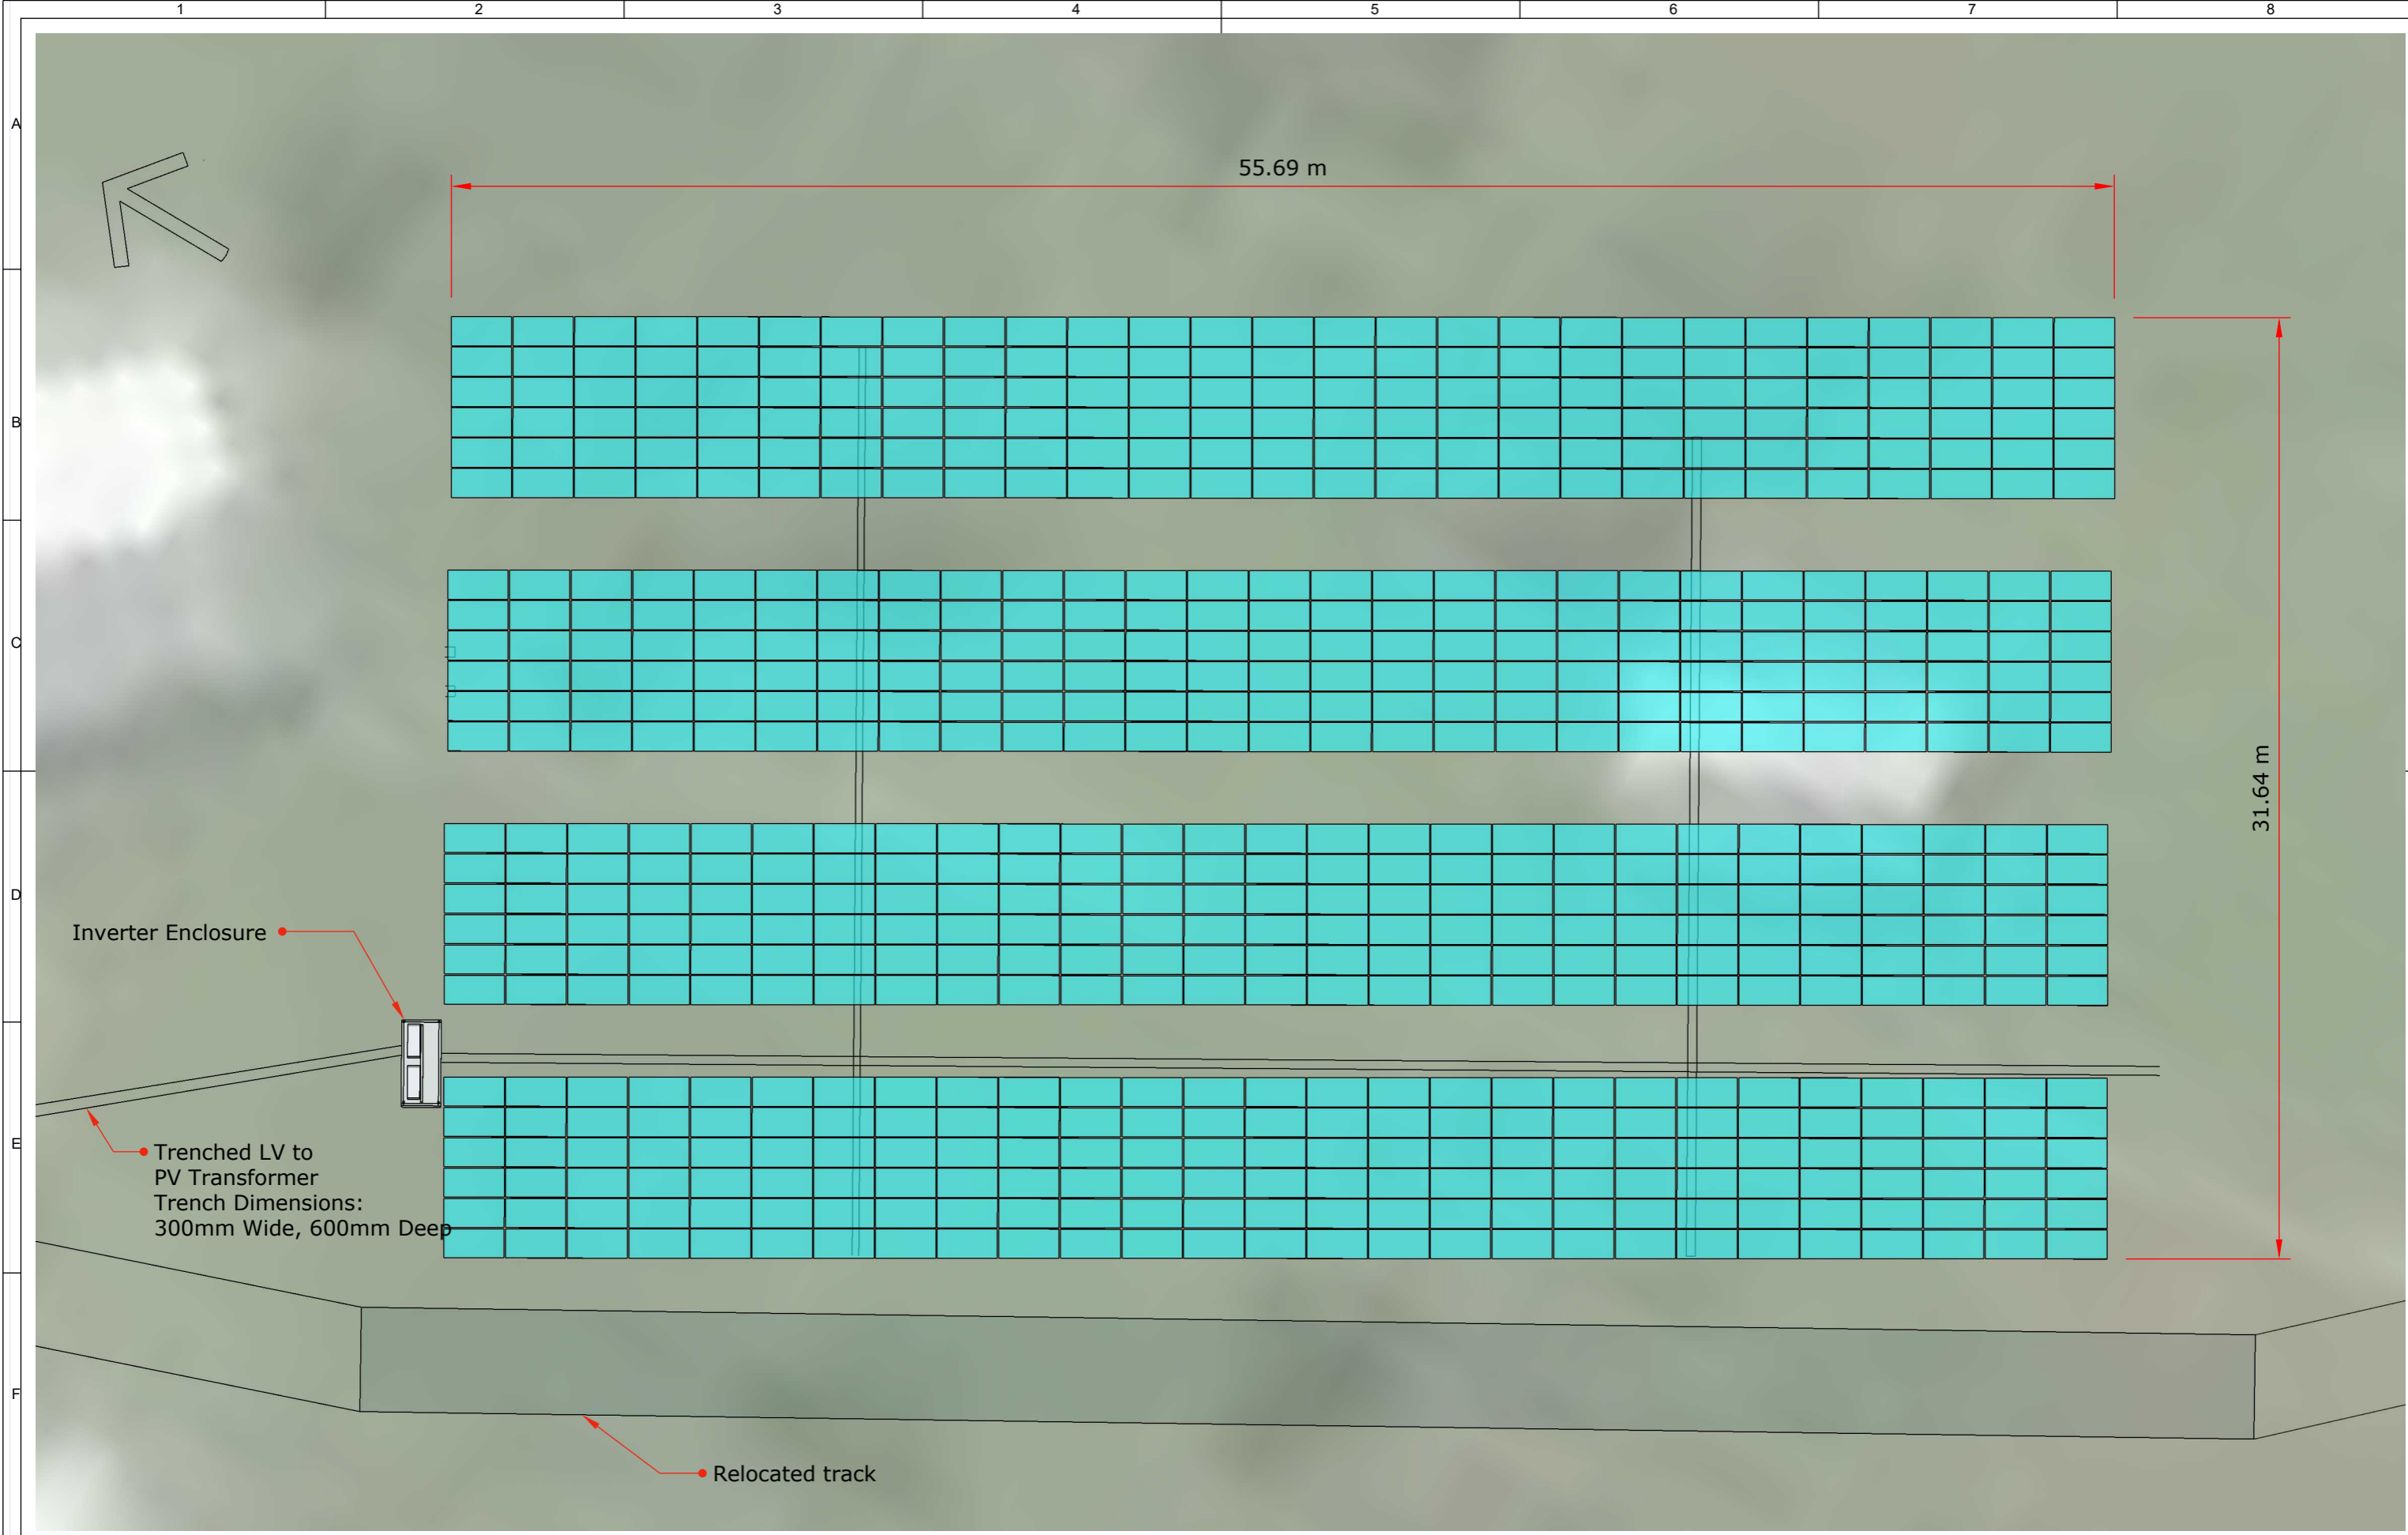 1 2 3 4 5 6 7 8
A
55.69 m
B
C
31.64 m
D
Inverter Enclosure
E
Trenched LV to
PV Transformer
Trench Dimensions:
300mm Wide, 600mm Deep
F
Relocated track